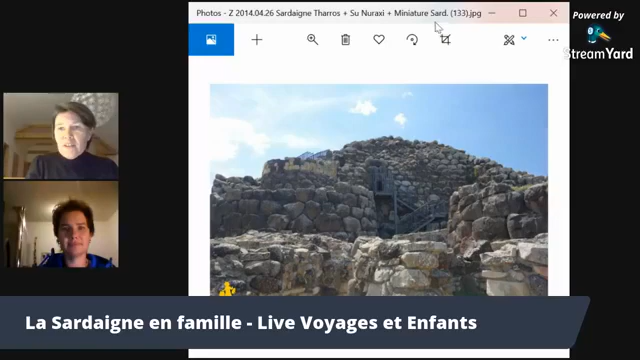 Photos - Z 2014.04.26 Sardaigne Tharros + Su Nuraxi + Miniature Sard. (133).jpg
Powered by
StreamYard
La Sardaigne en famille - Live Voyages et Enfants